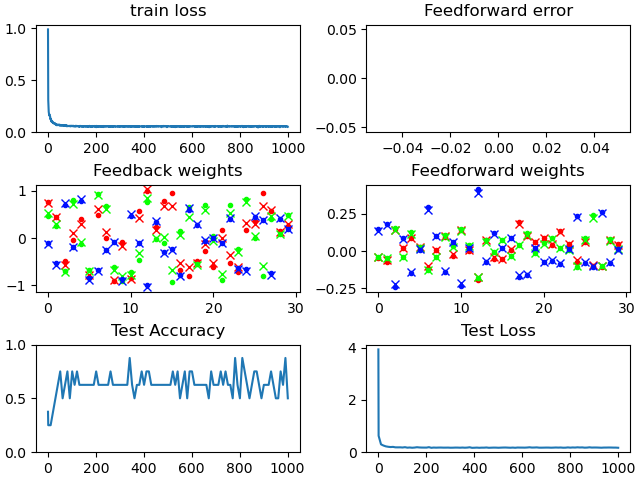 train loss
Feedforward error
1.0
0.5
0.0
0 200 400 600 800 1000
0.05
0.00
−0.05
−0.04 −0.02 0.00 0.02 0.04
Feedback weights
Feedforward weights
1
0
−1
0 10 20 30
0.25
0.00
−0.25
0 10 20 30
Test Accuracy
Test Loss
1.0
0.5
0.0
0 200 400 600 800 1000
4
2
0
0 200 400 600 800 1000